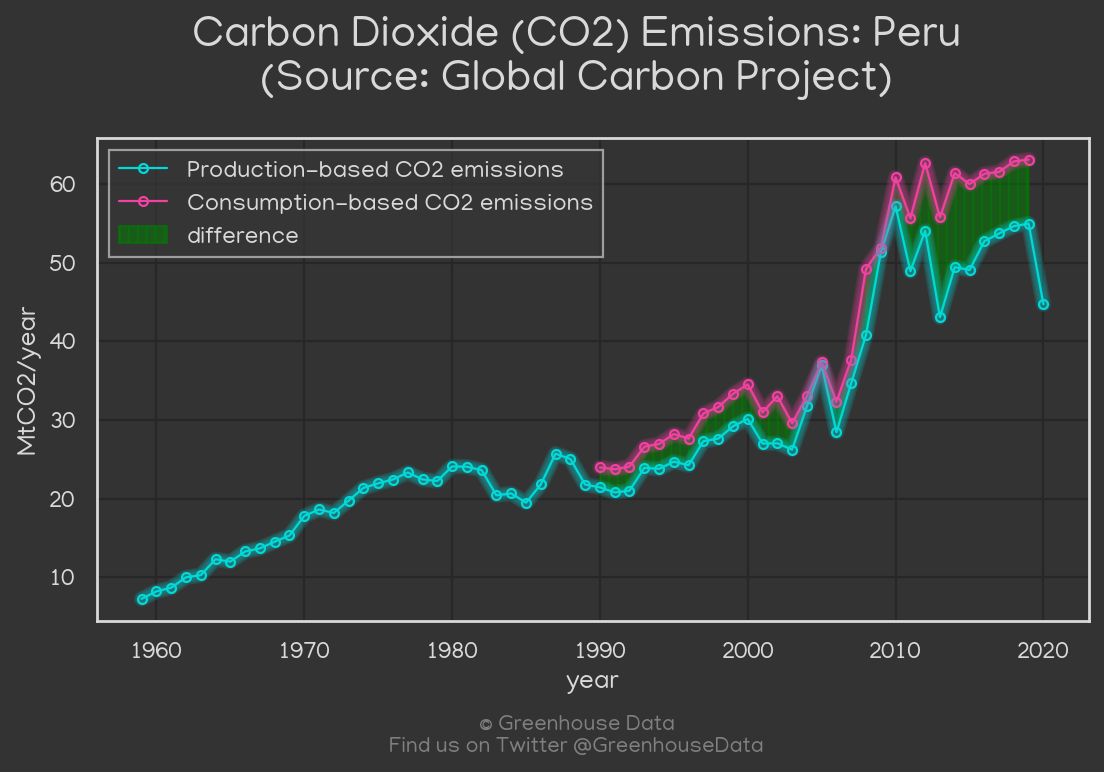 Carbon Dioxide (CO2) Emissions: Peru
(Source: Global Carbon Project)
Production-based CO2 emissions
Consumption-based CO2 emissions
difference
60
50
40
30
20
10
MtCO2/year
1960 1970 1980 1990 2000 2010 2020
year
© Greenhouse Data
Find us on Twitter @GreenhouseData